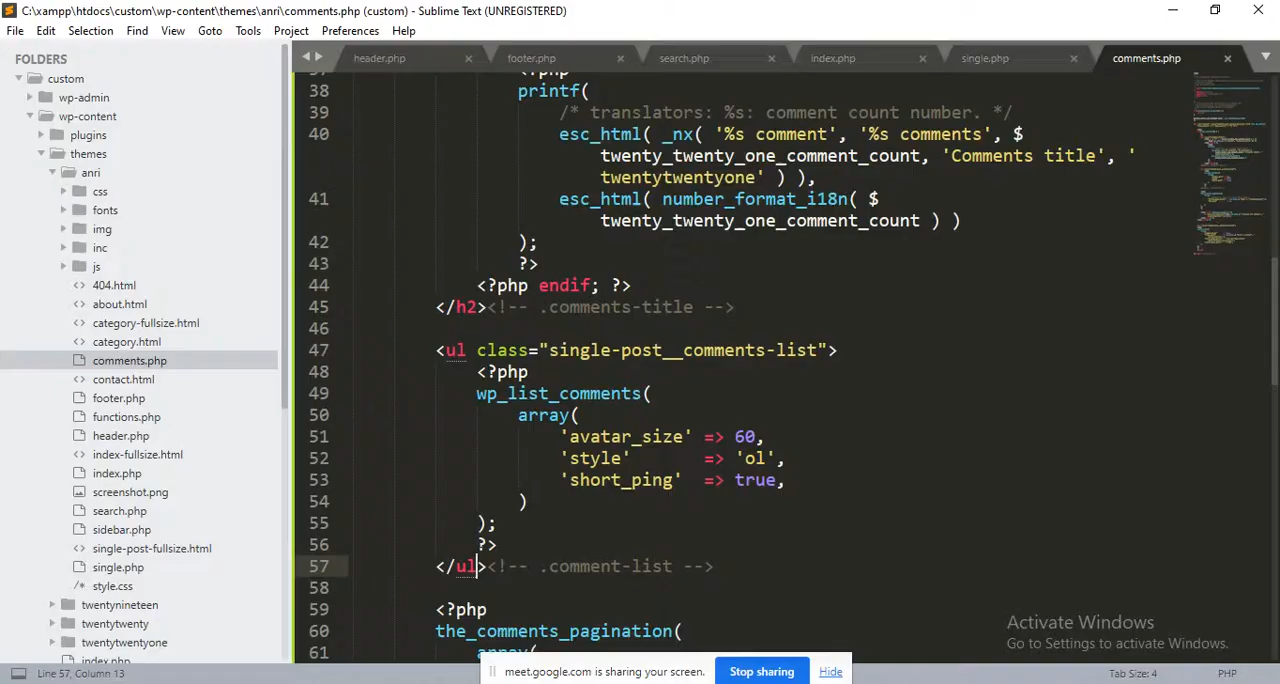 C:\xampp\htdocs\custom\wp-content\themes\anri\comments.php (custom) - Sublime Text (UNREGISTERED)
File Edit Selection Find View Goto Tools Project Preferences Help
FOLDERS
custom
wp-admin
wp-content
plugins
themes
anri
css
fonts
img
inc
js
404.html
about.html
category-fullsize.html
category.html
comments.php
contact.html
footer.php
functions.php
header.php
index-fullsize.html
index.php
screenshot.png
search.php
sidebar.php
single-post-fullsize.html
single.php
style.css
twentynineteen
twentytwenty
twentytwentyone
index.php
header.php footer.php search.php index.php single.php comments.php
37 <?php
38 printf(
39 /* translators: %s: comment count number. */
40 esc_html( _nx( '%s comment', '%s comments', $
twenty_twenty_one_comment_count, 'Comments title', '
twentytwentyone' ) ),
41 esc_html( number_format_i18n( $
twenty_twenty_one_comment_count ) )
42 );
43 ?>
44 <?php endif; ?>
45 </h2><!-- .comments-title -->
46
47 <ul class="single-post__comments-list">
48 <?php
49 wp_list_comments(
50 array(
51 'avatar_size' => 60,
52 'style' => 'ol',
53 'short_ping' => true,
54 )
55 );
56 ?>
57 </ul><!-- .comment-list -->
58
59 <?php
60 the_comments_pagination(
61 array(
Activate Windows
Go to Settings to activate Windows.
meet.google.com is sharing your screen. Stop sharing Hide
Line 57, Column 13 Tab Size: 4 PHP